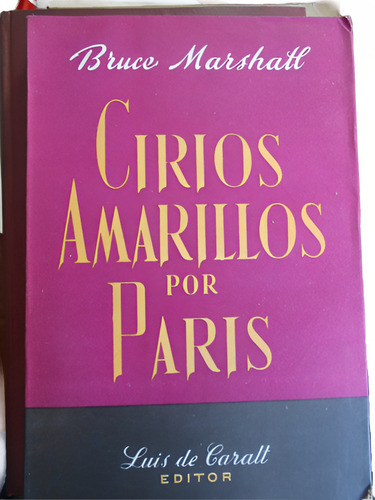 Bruce Marshall
CIRIOS
AMARILLOS
POR
PARIS
Luis de Caralt
EDITOR